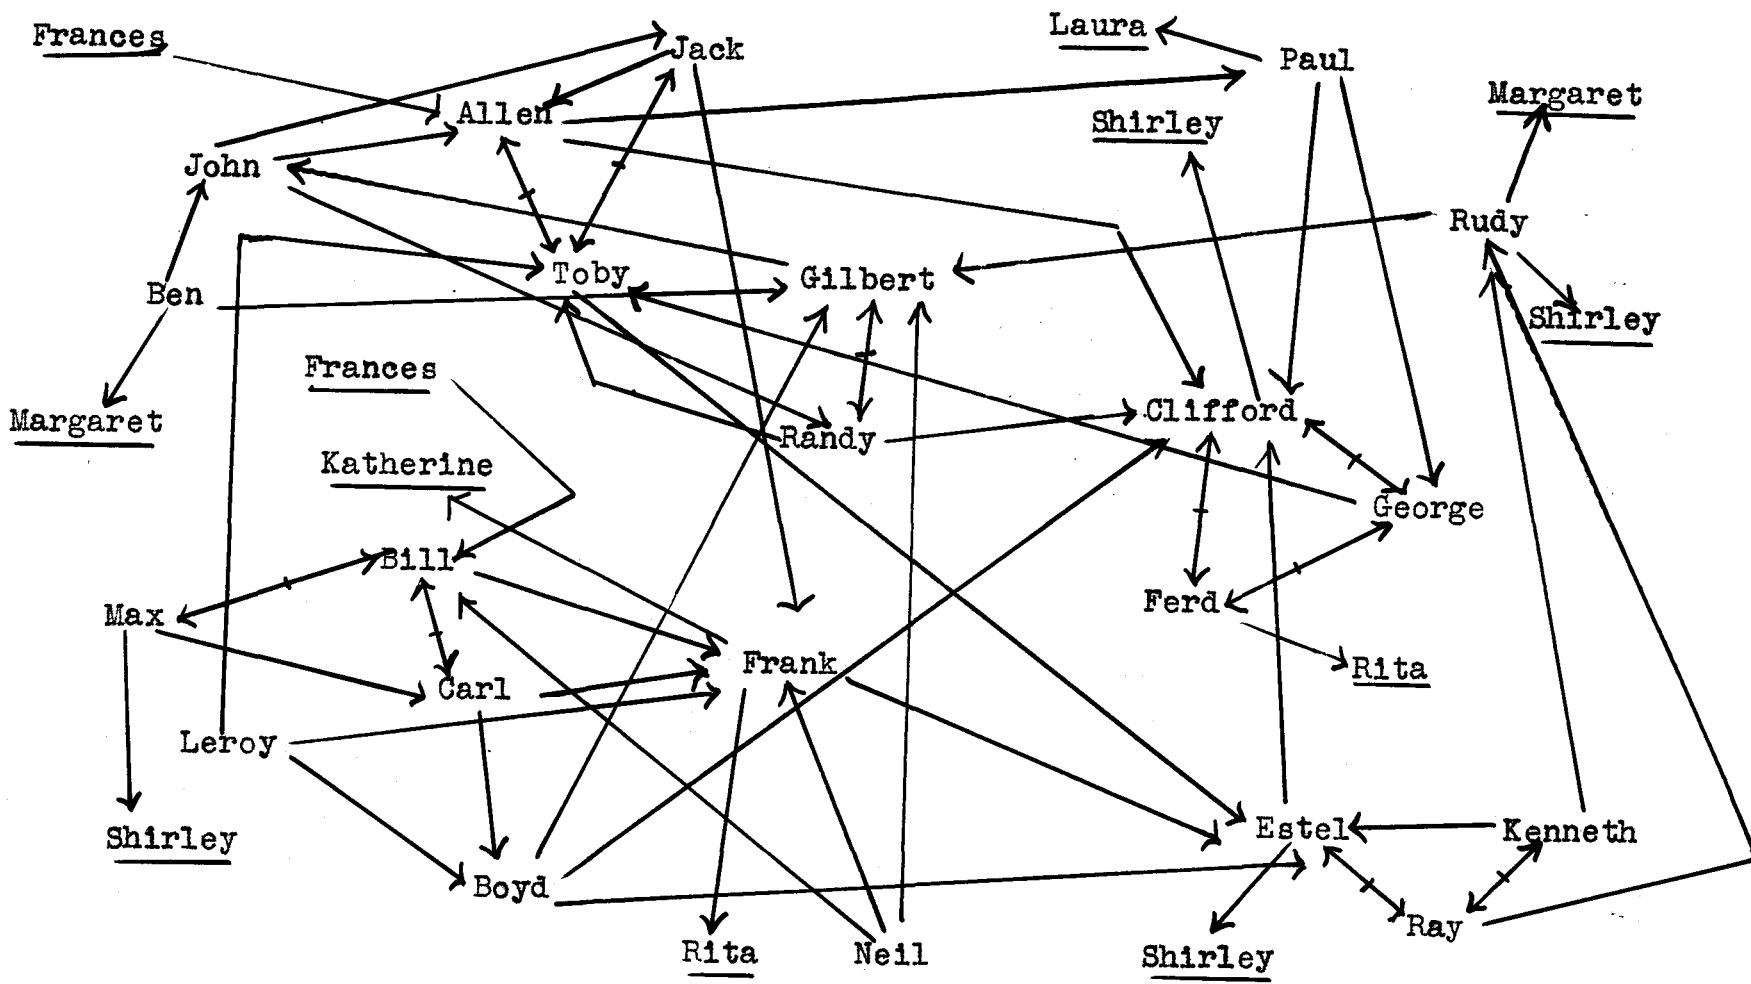 Frances
Jack
Laura
Paul
Margaret
Allen
Shirley
John
Rudy
Ben
Toby
Gilbert
Shirley
Frances
Margaret
Clifford
Randy
Katherine
George
Bill
Max
Ferd
Frank
Rita
Carl
Leroy
Shirley
Estel
Kenneth
Boyd
Ray
Rita
Neil
Shirley